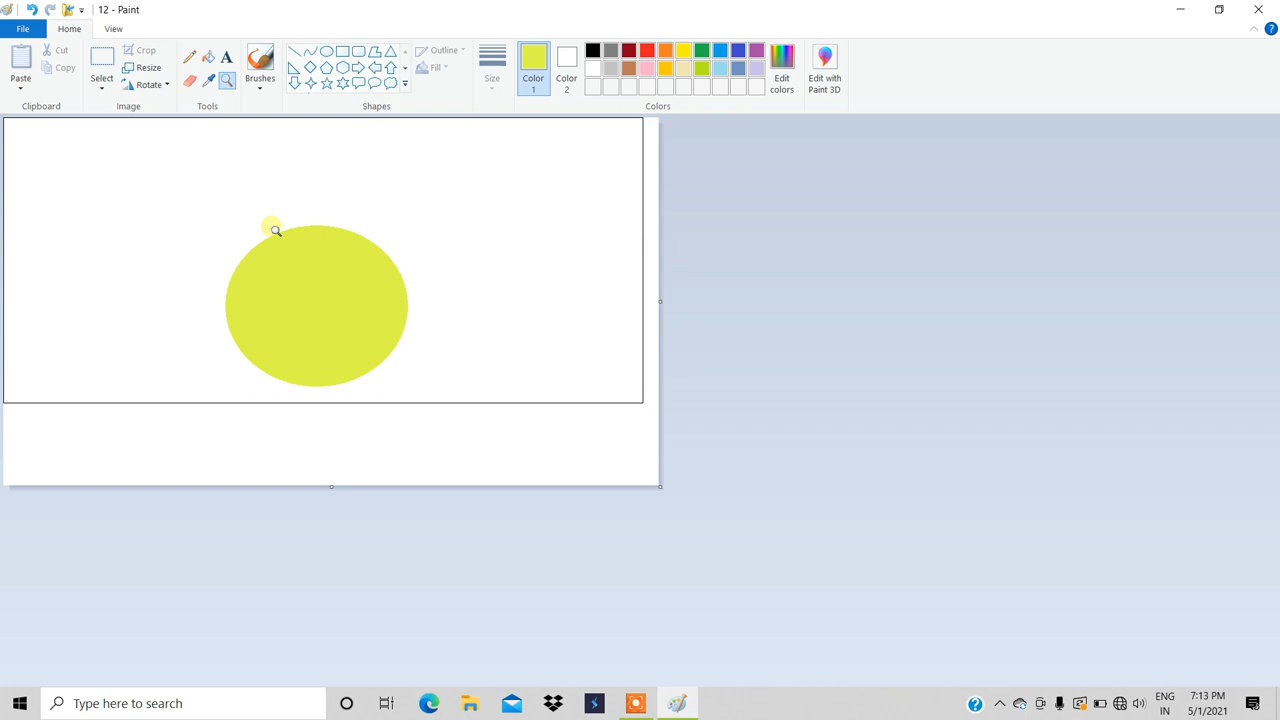 12 - Paint
File Home View
Paste
Cut
Copy
Clipboard
Select
Crop
Resize
Rotate
Image
A
Tools
Brushes
Outline
Fill
Shapes
Size
Color 1
Color 2
Edit colors
Colors
Edit with Paint 3D
Type here to search
ENG
IN
7:13 PM
5/1/2021